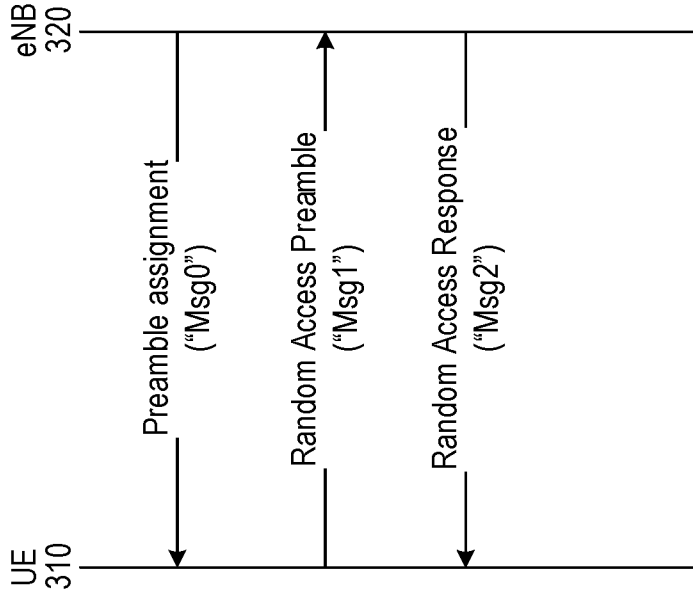 UE
310
eNB
320
Preamble assignment
(“Msg0”)
Random Access Preamble
(“Msg1”)
Random Access Response
(“Msg2”)